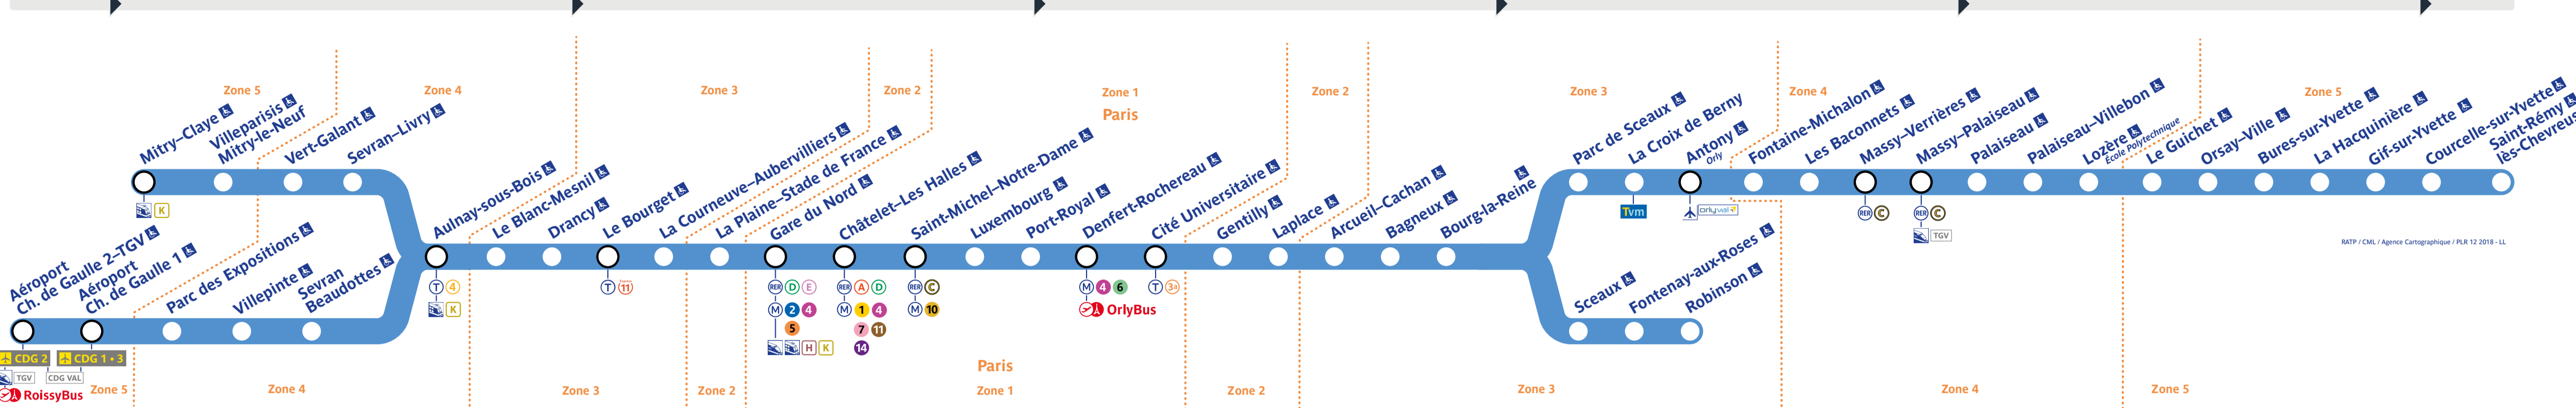 Zone 5
Zone 4
Zone 3
Zone 2
Zone 1
Paris
Zone 2
Zone 3
Zone 4
Zone 5
Mitry–Claye
Villeparisis
Mitry-le-Neuf
Vert-Galant
Sevran–Livry
K
Aéroport
Ch. de Gaulle 2–TGV
Aéroport
Ch. de Gaulle 1
Parc des Expositions
Villepinte
Sevran
Beaudottes
CDG 2
CDG 1 • 3
TGV
CDG VAL
RoissyBus
Aulnay-sous-Bois
T 4
K
Le Blanc-Mesnil
Drancy
Le Bourget
T 11
La Courneuve–Aubervilliers
La Plaine–Stade de France
Gare du Nord
RER D E
M 2 4
5
H K
Châtelet–Les Halles
RER A D
M 1 4
7 11
14
Saint-Michel–Notre-Dame
RER C
M 10
Luxembourg
Port-Royal
Denfert-Rochereau
M 4 6
OrlyBus
Cité Universitaire
T 3a
Gentilly
Laplace
Arcueil–Cachan
Bagneux
Bourg-la-Reine
Parc de Sceaux
La Croix de Berny
Tvm
Antony
Orly
orlyval
Fontaine-Michalon
Les Baconnets
Massy–Verrières
RER C
Massy–Palaiseau
RER C
TGV
Palaiseau
Palaiseau–Villebon
Lozère
École Polytechnique
Le Guichet
Orsay–Ville
Bures-sur-Yvette
La Hacquinière
Gif-sur-Yvette
Courcelle-sur-Yvette
Saint-Rémy
Sceaux
Fontenay-aux-Roses
Robinson
RATP / CML / Agence Cartographique / PLR 12 2018 - LL
Zone 5
Zone 4
Zone 3
Zone 2
Paris
Zone 1
Zone 2
Zone 3
Zone 4
Zone 5